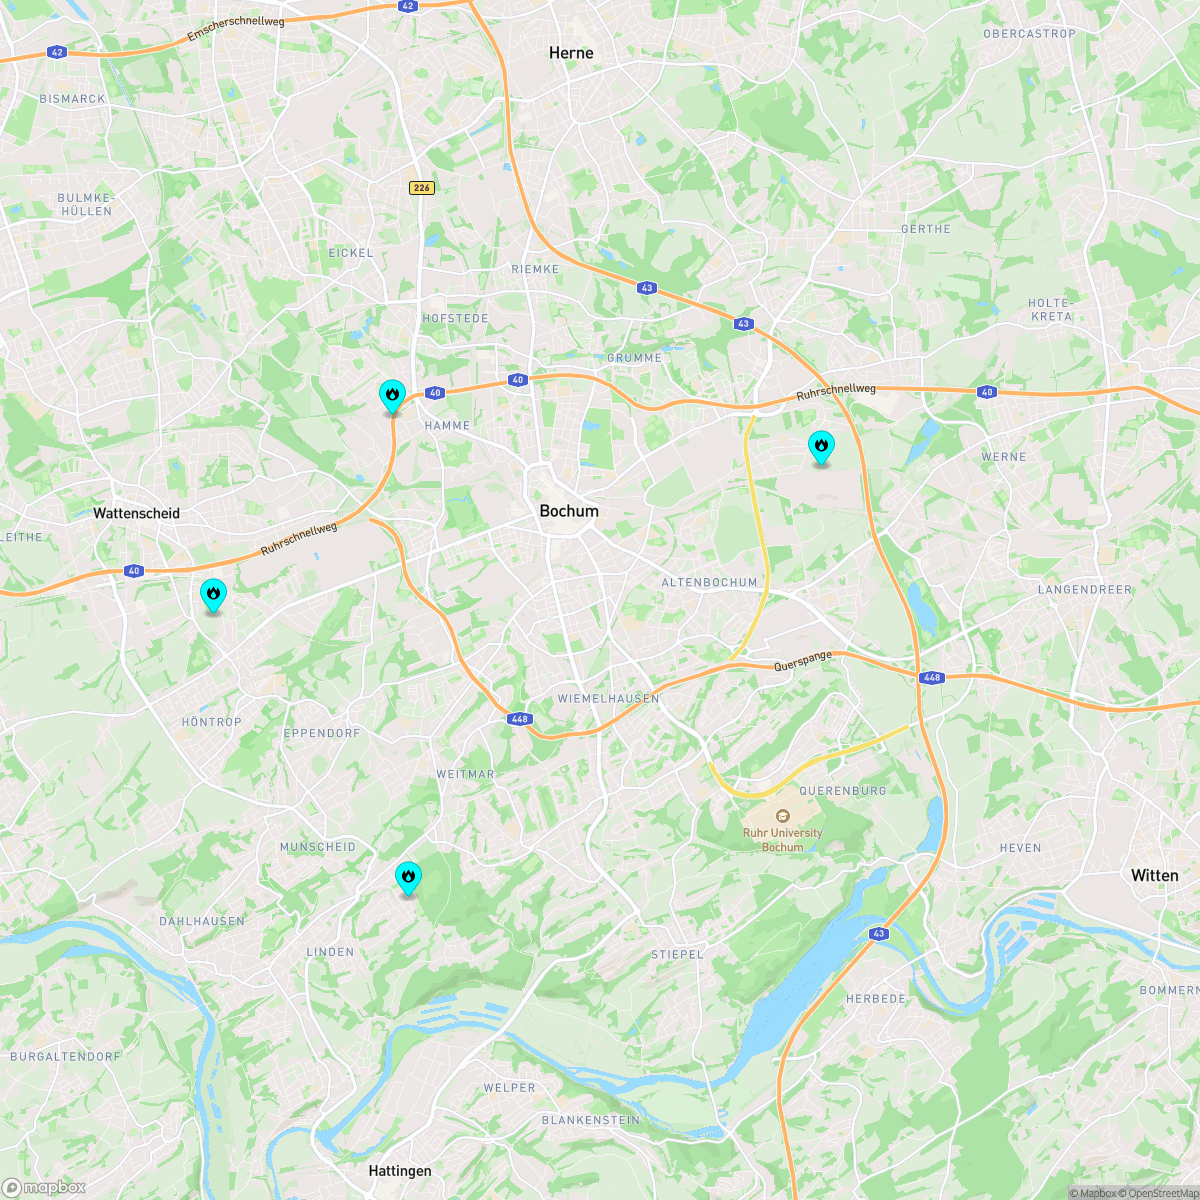 42
Emscherschnellweg
42
Herne
OBERCASTROP
BISMARCK
226
BULMKE-
HÜLLEN
EICKEL
RIEMKE
GERTHE
43
HOLTE-
KRETA
HOFSTEDE
43
GRUMME
40
40
Ruhrschnellweg
40
HAMME
WERNE
Wattenscheid
Bochum
LEITHE
Ruhrschnellweg
40
ALTENBOCHUM
LANGENDREER
Querspange
448
WIEMELHAUSEN
HÖNTROP
448
EPPENDORF
WEITMAR
QUERENBURG
Ruhr University
Bochum
MUNSCHEID
HEVEN
Witten
DAHLHAUSEN
43
LINDEN
STIEPEL
BOMMERN
HERBEDE
BURGALTENDORF
WELPER
BLANKENSTEIN
Hattingen
mapbox
© Mapbox © OpenStreetMap